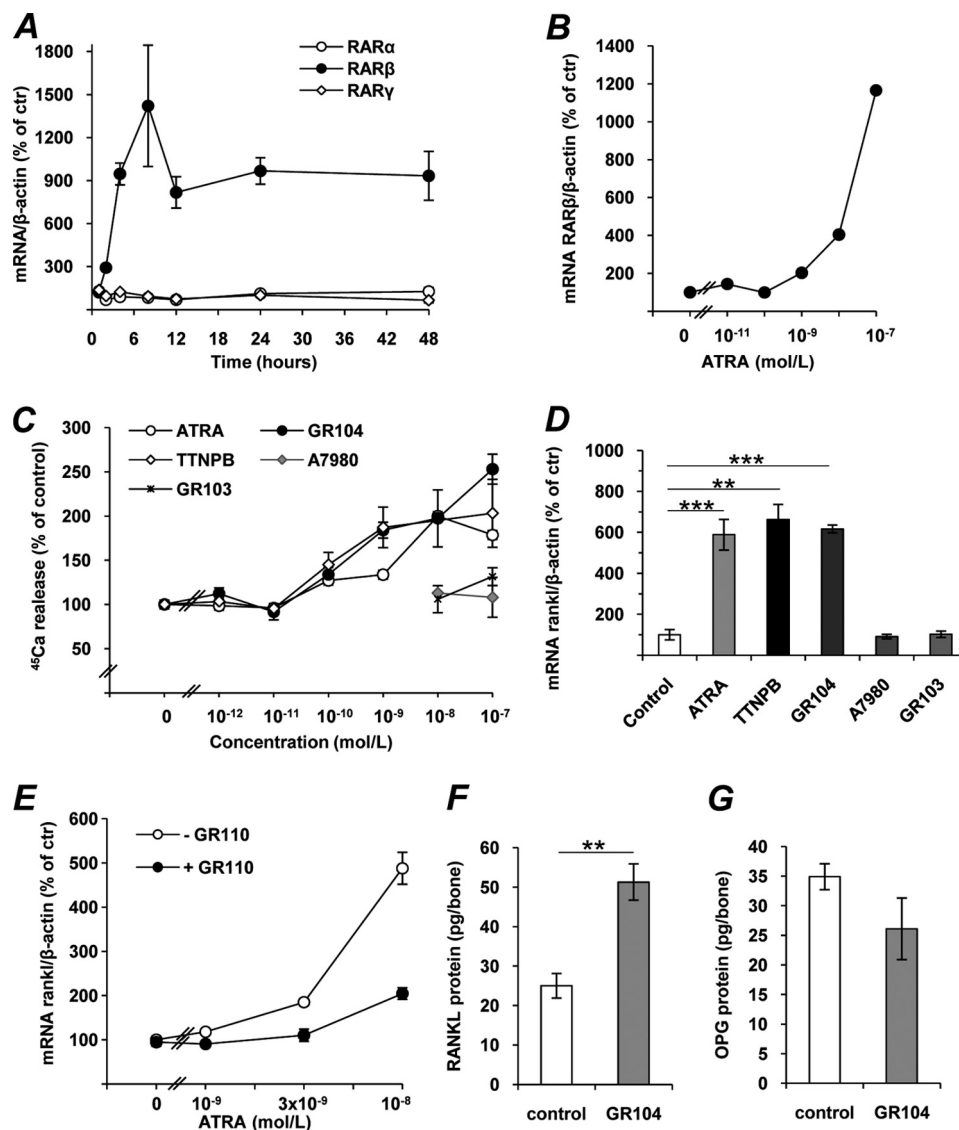 A
RARα
RARβ
RARγ
mRNA/β-actin (% of ctr)
1800
1500
1200
900
600
300
0 6 12 18 24 30 36 42 48
Time (hours)
B
mRNA RARβ/β-actin (% of ctr)
1400
1200
1000
800
600
400
200
0 10⁻¹¹ 10⁻⁹ 10⁻⁷
ATRA (mol/L)
C
ATRA GR104
TTNPB A7980
GR103
⁴⁵Ca realease (% of control)
300
250
200
150
100
50
0 10⁻¹² 10⁻¹¹ 10⁻¹⁰ 10⁻⁹ 10⁻⁸ 10⁻⁷
Concentration (mol/L)
D
mRNA rankl/β-actin (% of ctr)
1000
800
600
400
200
0
***
**
***
Control ATRA TTNPB GR104 A7980 GR103
E
- GR110
+ GR110
mRNA rankl/β-actin (% of ctr)
600
500
400
300
200
100
0 10⁻⁹ 3x10⁻⁹ 10⁻⁸
ATRA (mol/L)
F
RANKL protein (pg/bone)
60
50
40
30
20
10
0
**
control GR104
G
OPG protein (pg/bone)
40
35
30
25
20
15
10
5
0
control GR104